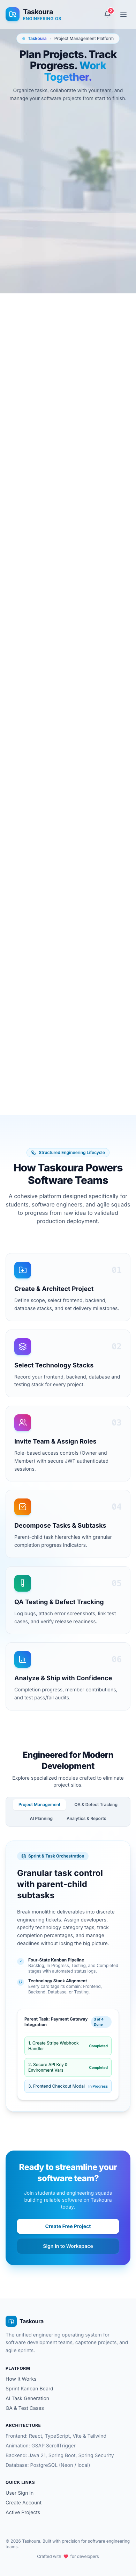 Taskoura
ENGINEERING OS
2
Taskoura
Project Management Platform
Plan Projects. Track
Progress. Work
Together.
Organize tasks, collaborate with your team, and
manage your software projects from start to finish.
Organize tasks, collaborate with your team, and
manage your software projects from start to finish.
Structured Engineering Lifecycle
How Taskoura Powers
Software Teams
A cohesive platform designed specifically for
students, software engineers, and agile squads
to progress from raw idea to validated
production deployment.
01
Create & Architect Project
Define scope, select frontend, backend,
database stacks, and set delivery milestones.
02
Select Technology Stacks
Record your frontend, backend, database and
testing stack for every project.
03
Invite Team & Assign Roles
Role-based access controls (Owner and
Member) with secure JWT authenticated
sessions.
04
Decompose Tasks & Subtasks
Parent-child task hierarchies with granular
completion progress indicators.
05
QA Testing & Defect Tracking
Log bugs, attach error screenshots, link test
cases, and verify release readiness.
06
Analyze & Ship with Confidence
Completion progress, member contributions,
and test pass/fail audits.
Engineered for Modern
Development
Explore specialized modules crafted to eliminate
project silos.
Project Management
QA & Defect Tracking
AI Planning
Analytics & Reports
Sprint & Task Orchestration
Granular task control
with parent-child
subtasks
Break monolithic deliverables into discrete
engineering tickets. Assign developers,
specify technology stack components,
track completion percentages, and track
deadlines without losing the big picture.
Four-State Kanban Pipeline
Backlog, In Progress, Testing, and Completed
stages with automated status logs.
Technology Stack Alignment
Every card tags its domain: Frontend,
Backend, Database, or Testing.
Parent Task: Payment Gateway
Integration
3 of 4
Done
1. Create Stripe Webhook
Handler
Completed
2. Secure API Key &
Environment Vars
Completed
3. Frontend Checkout Modal
In Progress
Ready to streamline your
software team?
Join students and engineering squads
building reliable software on Taskoura
today.
Create Free Project
Sign In to Workspace
Taskoura
The unified engineering operating system for
software development teams, capstone projects, and
agile sprints.
PLATFORM
How It Works
Sprint Kanban Board
AI Task Generation
QA & Test Cases
ARCHITECTURE
Frontend: React, TypeScript, Vite & Tailwind
Animation: GSAP ScrollTrigger
Backend: Java 21, Spring Boot, Spring Security
Database: PostgreSQL (Neon / local)
QUICK LINKS
User Sign In
Create Account
Active Projects
© 2026 Taskoura. Built with precision for software engineering
teams.
Crafted with
for developers